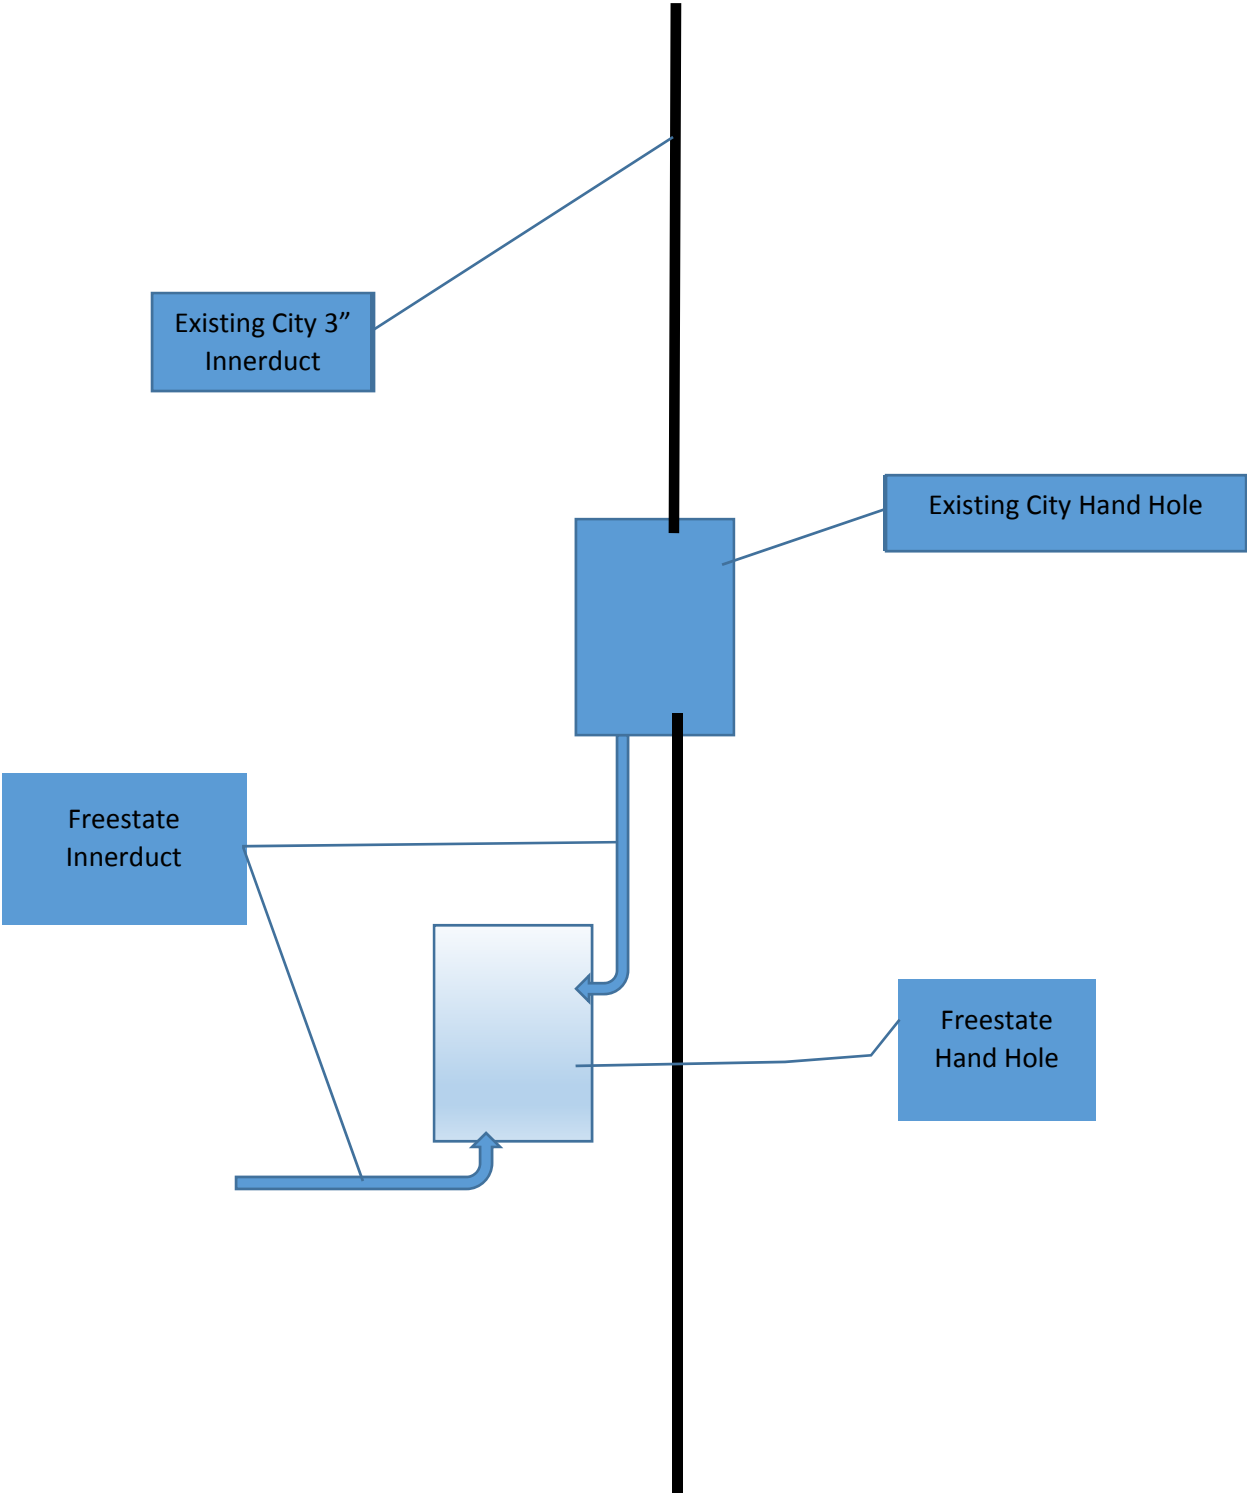 Existing City 3”
Innerduct
Existing City Hand Hole
Freestate
Innerduct
Freestate
Hand Hole